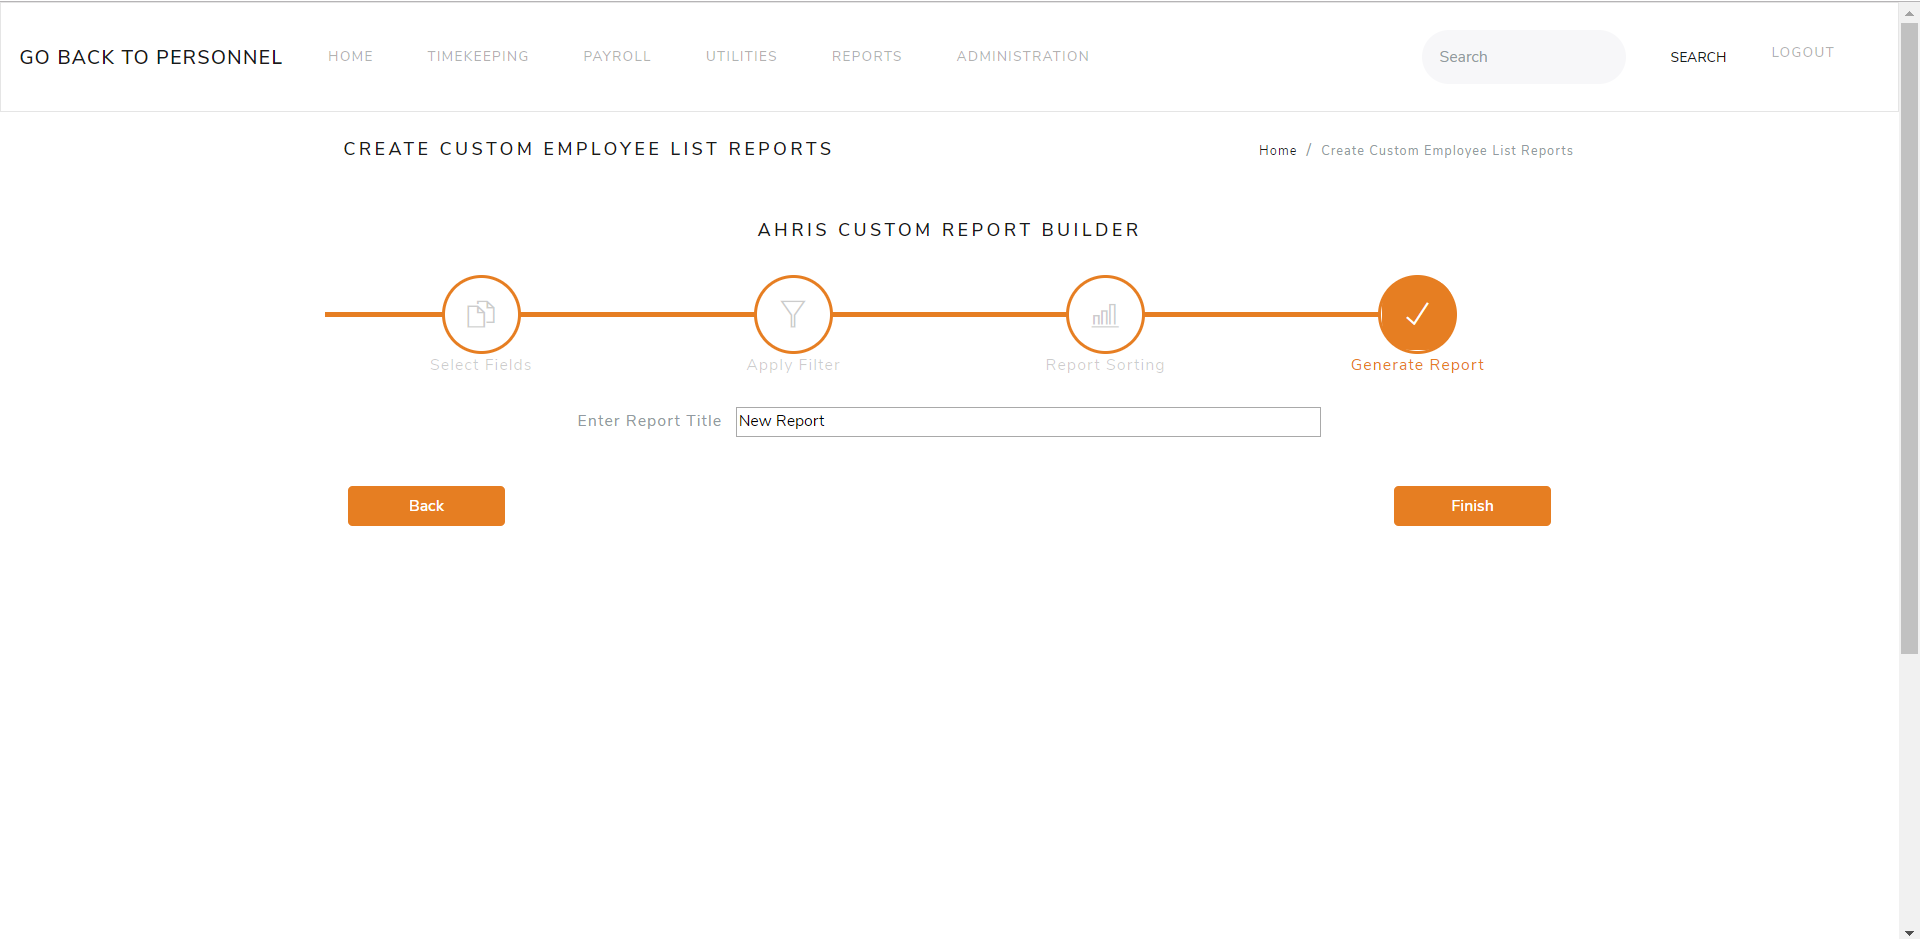 GO BACK TO PERSONNEL HOME TIMEKEEPING PAYROLL UTILITIES REPORTS ADMINISTRATION Search SEARCH LOGOUT
CREATE CUSTOM EMPLOYEE LIST REPORTS Home / Create Custom Employee List Reports
AHRIS CUSTOM REPORT BUILDER
Select Fields Apply Filter Report Sorting Generate Report
Enter Report Title New Report
Back Finish